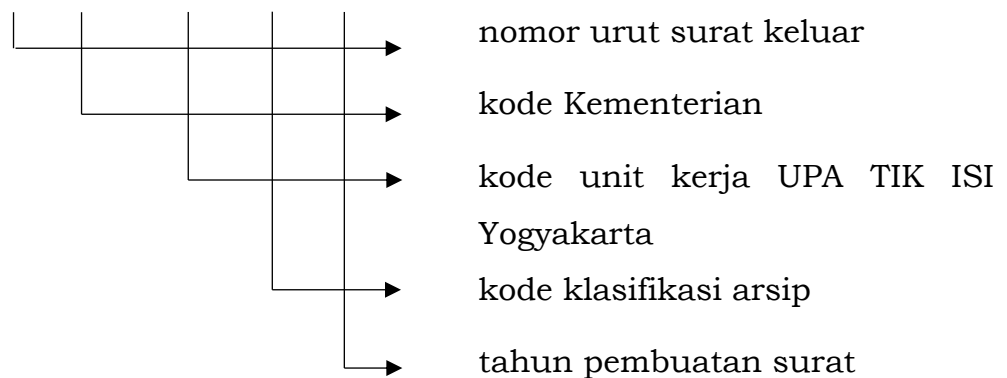 nomor urut surat keluar
kode Kementerian
kode unit kerja UPA TIK ISI
Yogyakarta
kode klasifikasi arsip
tahun pembuatan surat